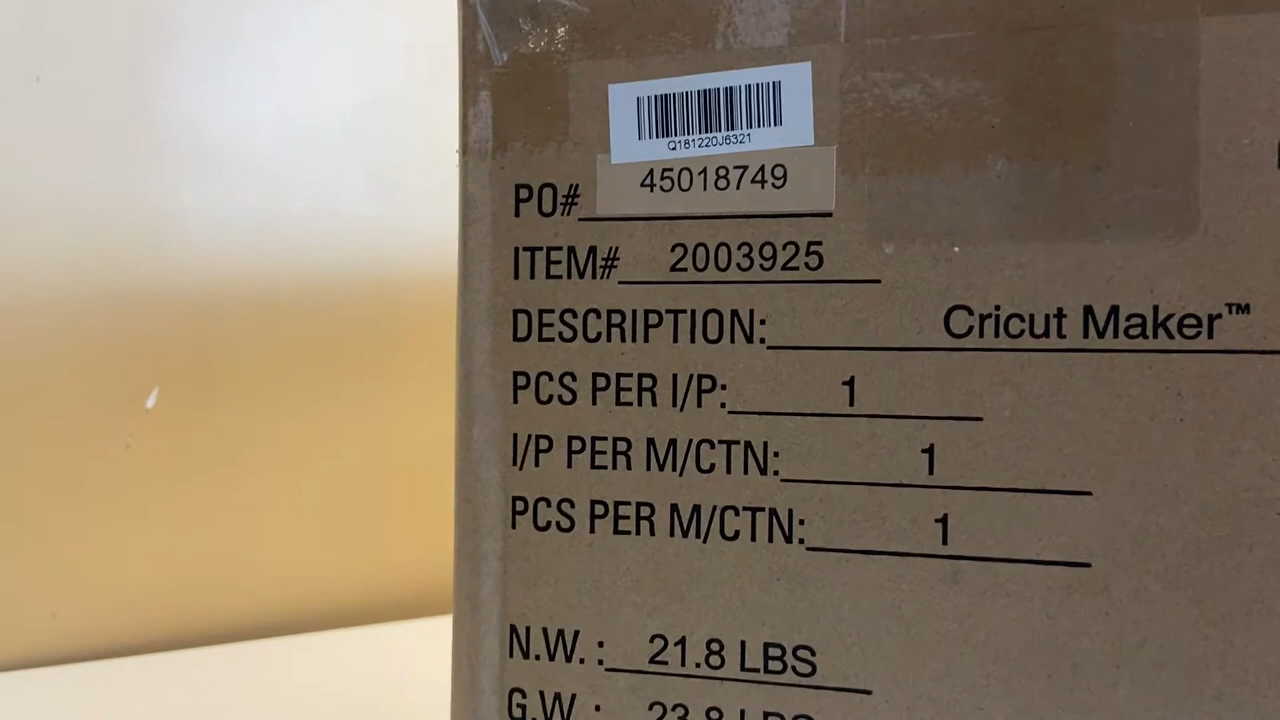 Q181220J6321
PO# 45018749
ITEM# 2003925
DESCRIPTION: Cricut Maker™
PCS PER I/P: 1
I/P PER M/CTN: 1
PCS PER M/CTN: 1
N.W.: 21.8 LBS
G.W.: 23.8 LBS